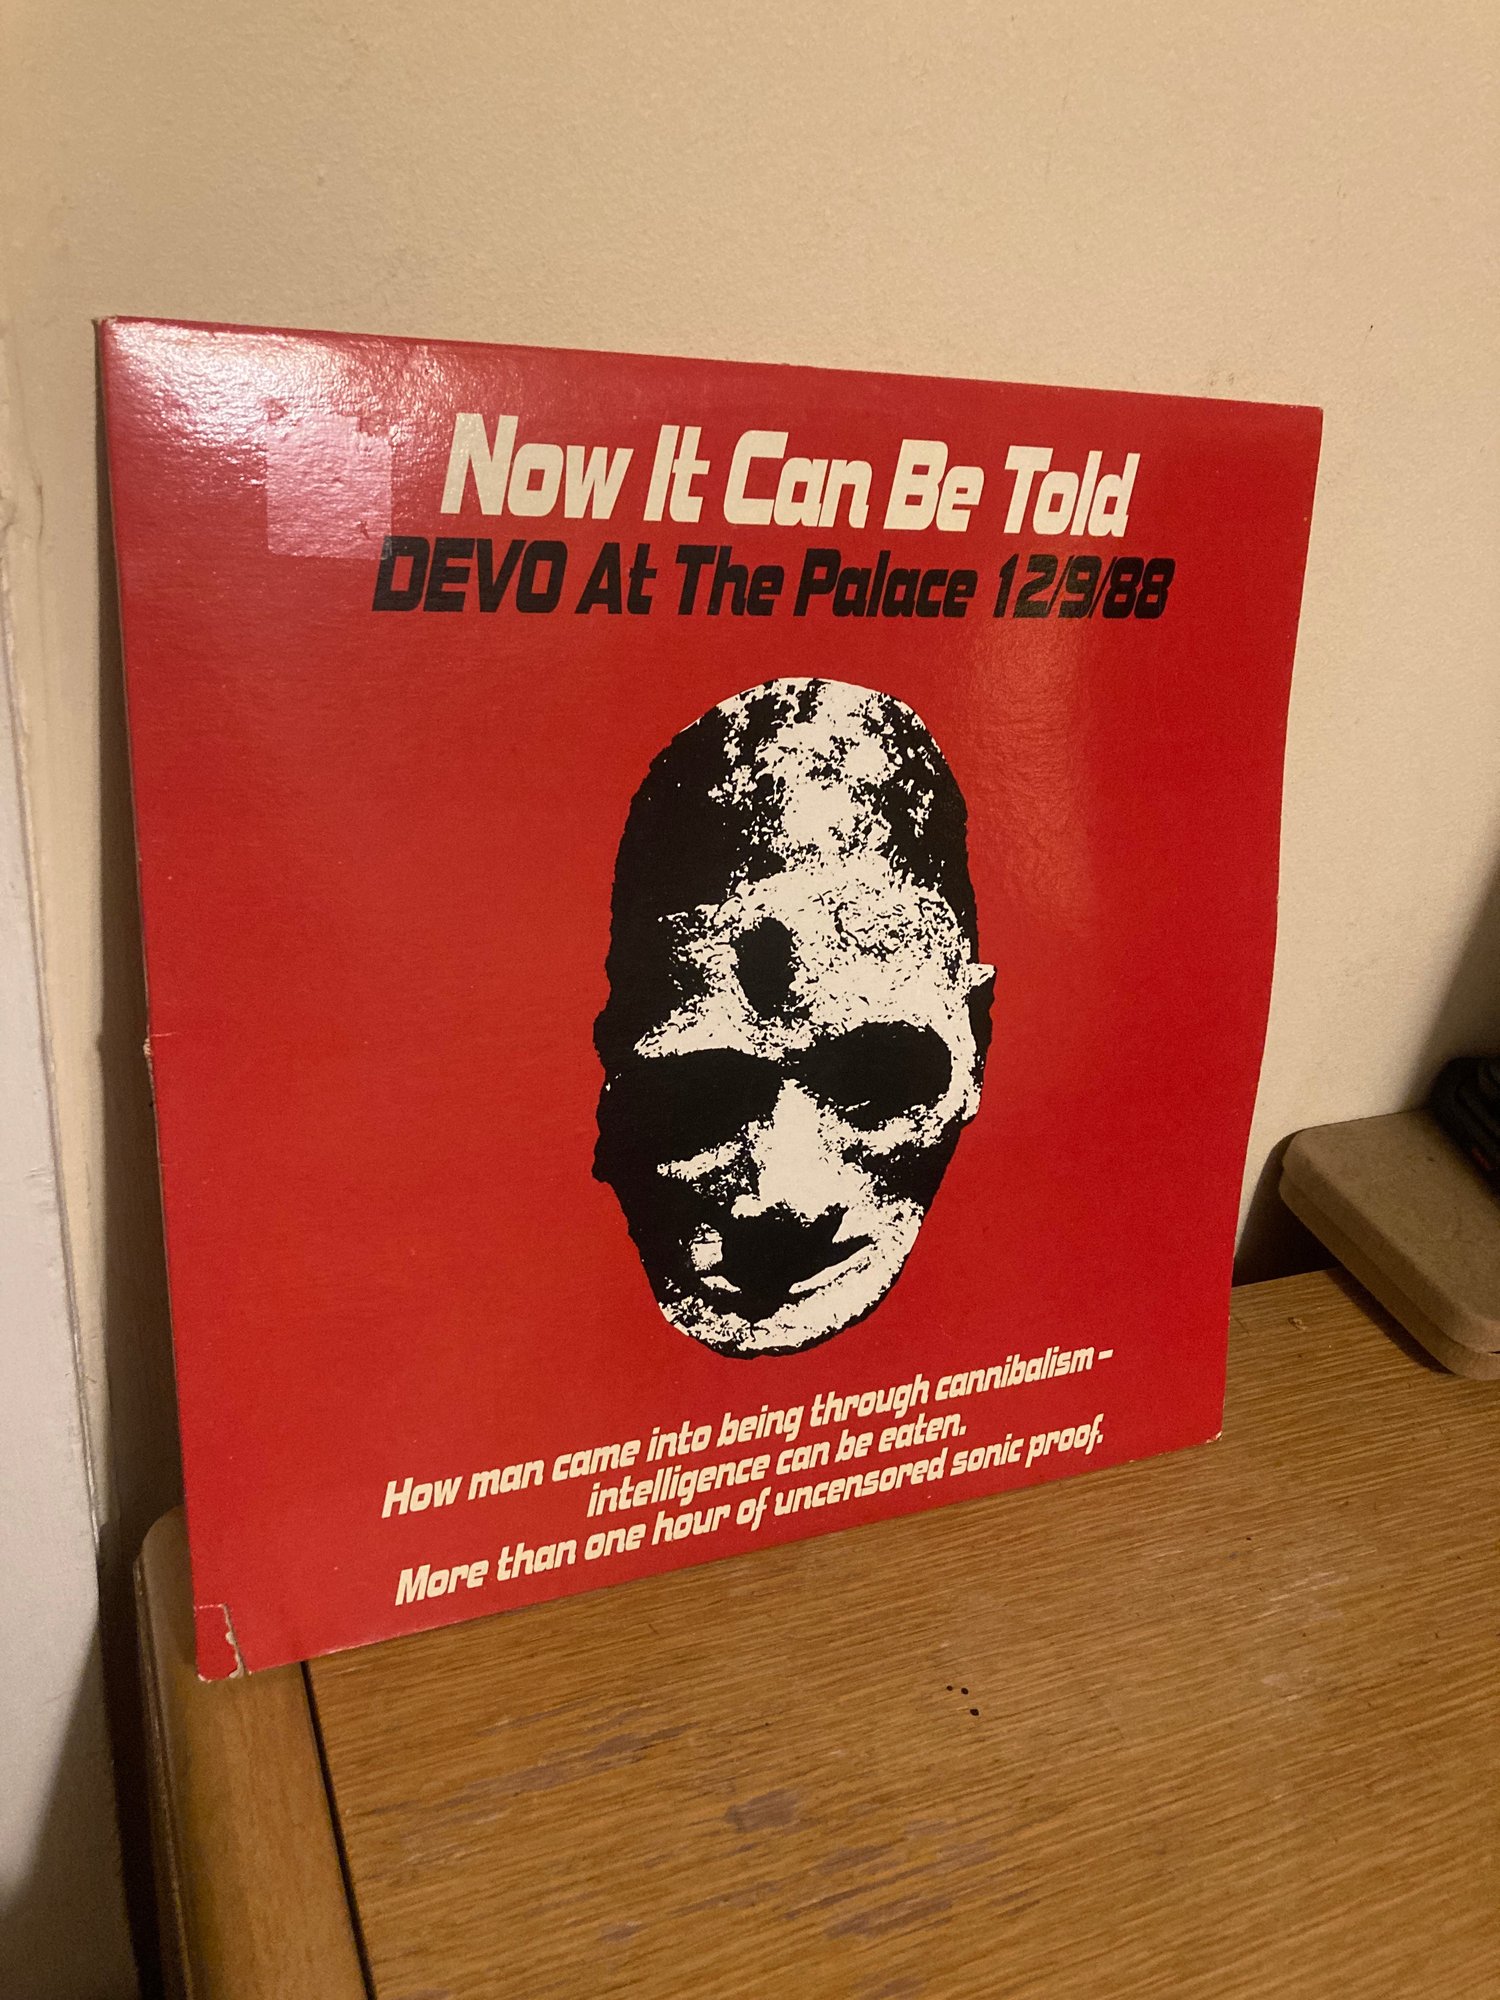 Now It Can Be Told
DEVO At The Palace 12/9/88
How man came into being through cannibalism –
intelligence can be eaten.
More than one hour of uncensored sonic proof.